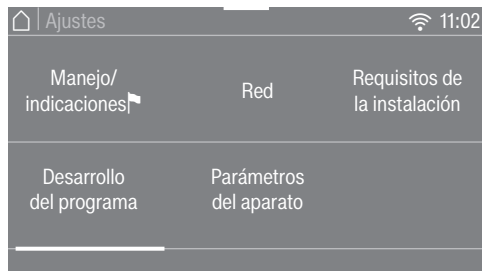 Ajustes 11:02
Manejo/
indicaciones
Red
Requisitos de
la instalación
Desarrollo
del programa
Parámetros
del aparato